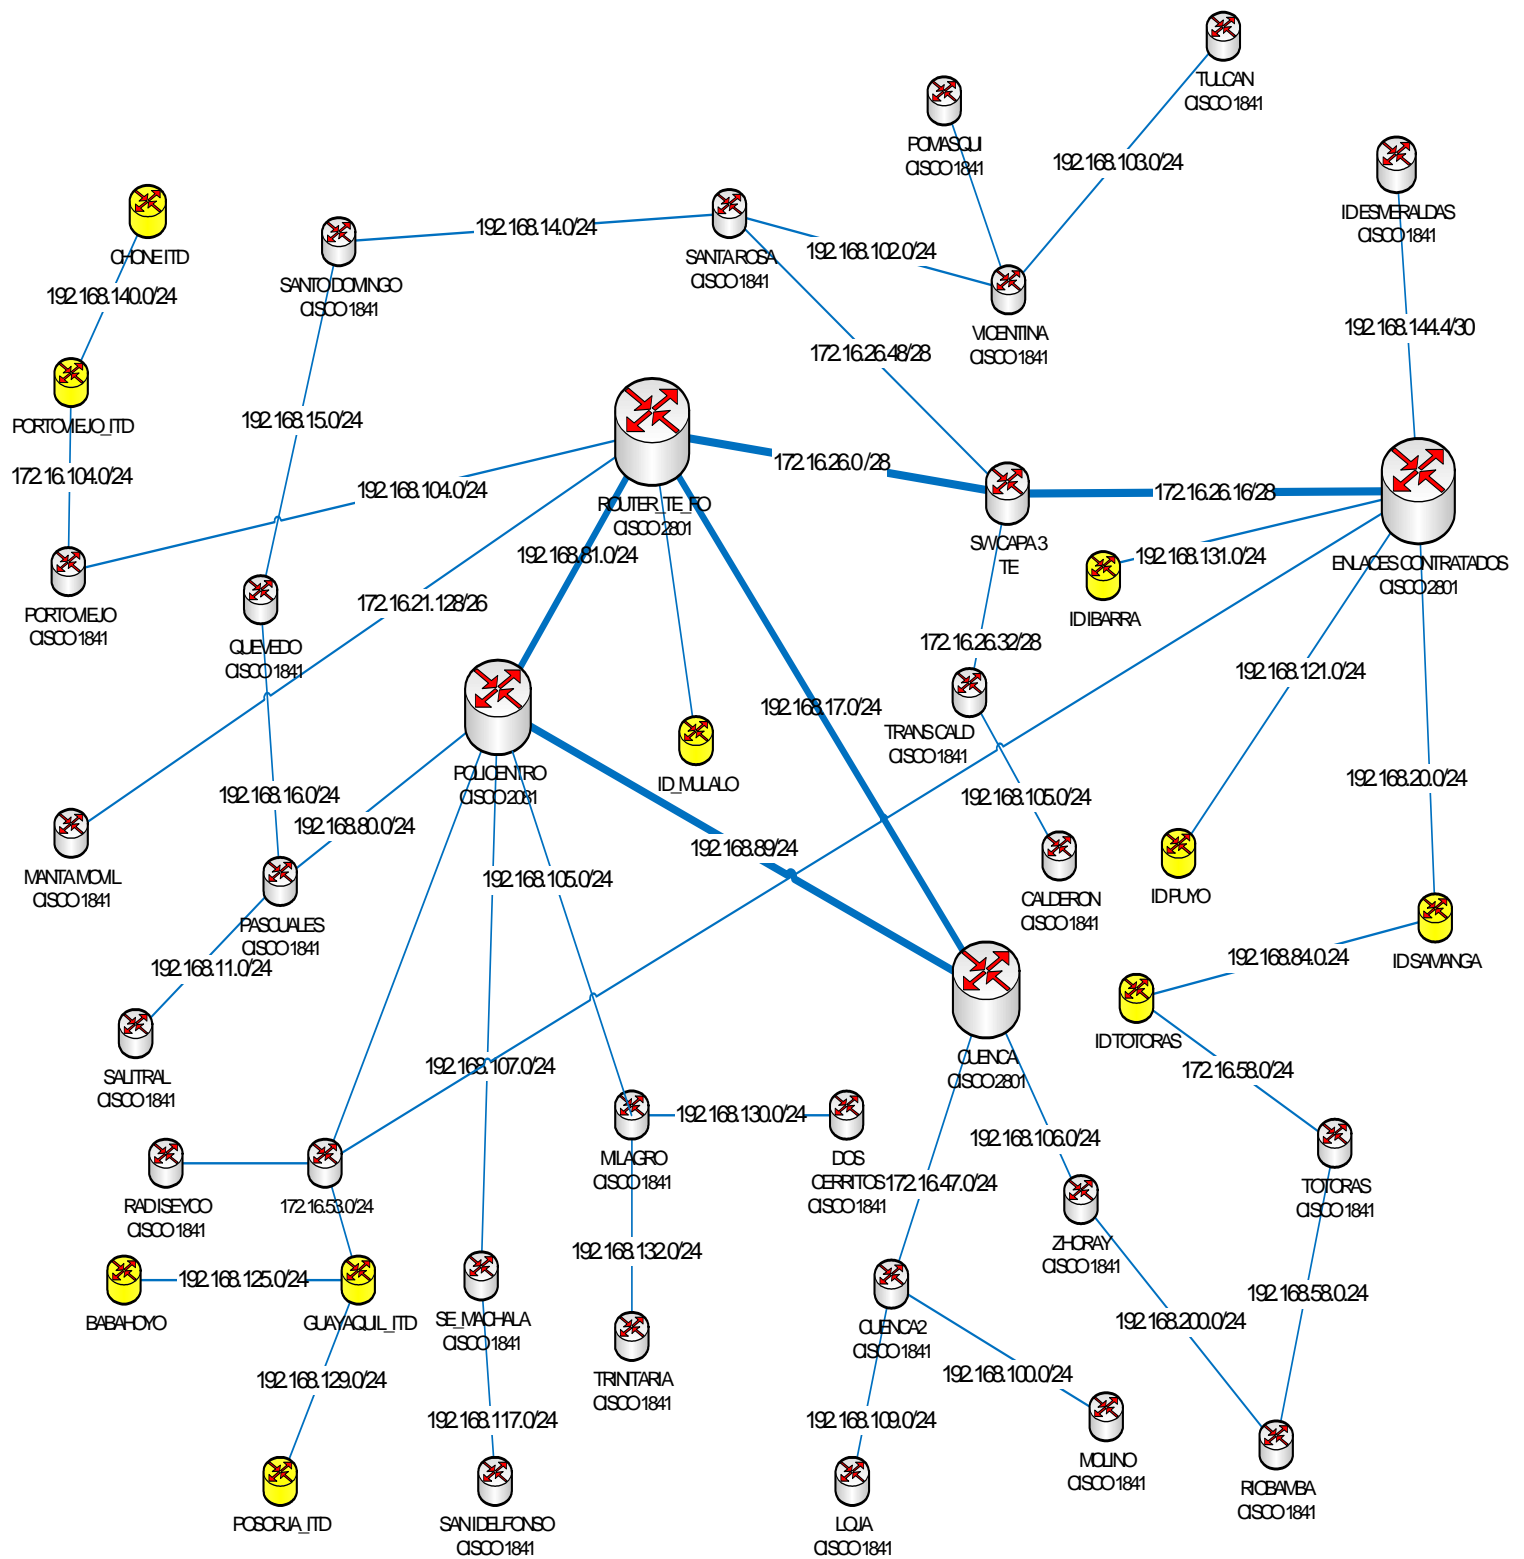 TULCAN
CISCO 1841
POMASQUI
CISCO 1841
192.168.103.0/24
ID ESMERALDAS
CISCO 1841
CHONE ITD
192.168.14.0/24
SANTA ROSA
CISCO 1841
192.168.102.0/24
SANTO DOMINGO
CISCO 1841
192.168.140.0/24
VICENTINA
CISCO 1841
192.168.144.4/30
172.16.26.48/28
PORTOVIEJO_ITD
192.168.15.0/24
172.16.26.0 /28
172.16.104.0/24
192.168.104.0/24
172.16.26.16/28
ROUTER_TE_FO
CISCO 2801
SW CAPA 3
TE
192.168.81.0/24
192.168.131.0/24
ENLACES CONTRATADOS
CISCO 2801
PORTOVIEJO
CISCO 1841
172.16.21.128/26
ID IBARRA
QUEVEDO
CISCO 1841
172.16.26.32/28
192.168.121.0/24
192.168.17.0/24
TRANS CALD
CISCO 1841
POLICENTRO
CISCO 2081
ID_MULALO
192.168.20.0/24
192.168.16.0/24
192.168.80.0/24
192.168.105.0/24
192.168.89/24
MANTA MOVIL
CISCO 1841
192.168.105.0/24
CALDERON
CISCO 1841
ID PUYO
PASCUALES
CISCO 1841
192.168.11.0/24
192.168.84.0.24
ID SAMANGA
ID TOTORAS
SALITRAL
CISCO 1841
192.168.107.0/24
CUENCA
CISCO 2801
172.16.58.0/24
192.168.130.0/24
192.168.106.0/24
MILAGRO
CISCO 1841
DOS
CERRITOS
CISCO 1841
172.16.47.0/24
TOTORAS
CISCO 1841
RADISEYCO
CISCO 1841
172.16.53.0/24
192.168.132.0/24
ZHORAY
CISCO 1841
192.168.125.0/24
192.168.58.0.24
BABAHOYO
GUAYAQUIL_ITD
SE_MACHALA
CISCO 1841
CUENCA2
CISCO 1841
192.168.200.0/24
192.168.129.0/24
TRINITARIA
CISCO 1841
192.168.100.0/24
192.168.117.0/24
192.168.109.0/24
MOLINO
CISCO 1841
RIOBAMBA
CISCO 1841
POSORJA_ITD
SAN IDELFONSO
CISCO 1841
LOJA
CISCO 1841